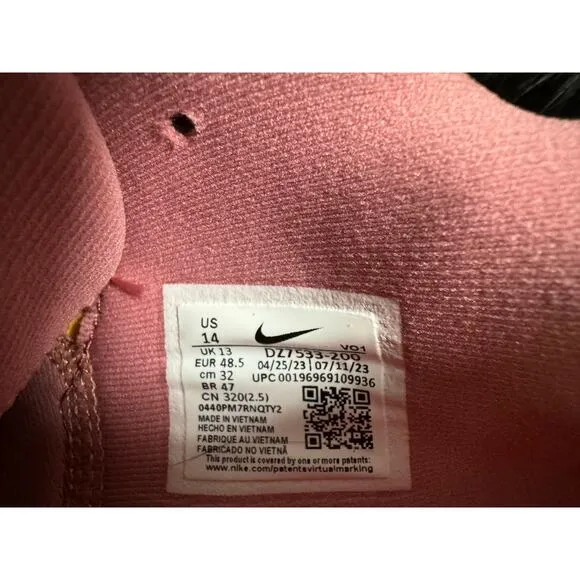 US
14
V01
UK 13
DZ7533-200
EUR 48.5
04/25/23 | 07/11/23
cm 32
UPC 00196969109936
BR 47
CN 320(2.5)
0440PM7RNQTY2
MADE IN VIETNAM
HECHO EN VIETNAM
FABRIQUE AU VIETNAM
FABRICADO NO VIETNÃ
This product is covered by one or more patents:
www.nike.com/patentsvirtualmarking